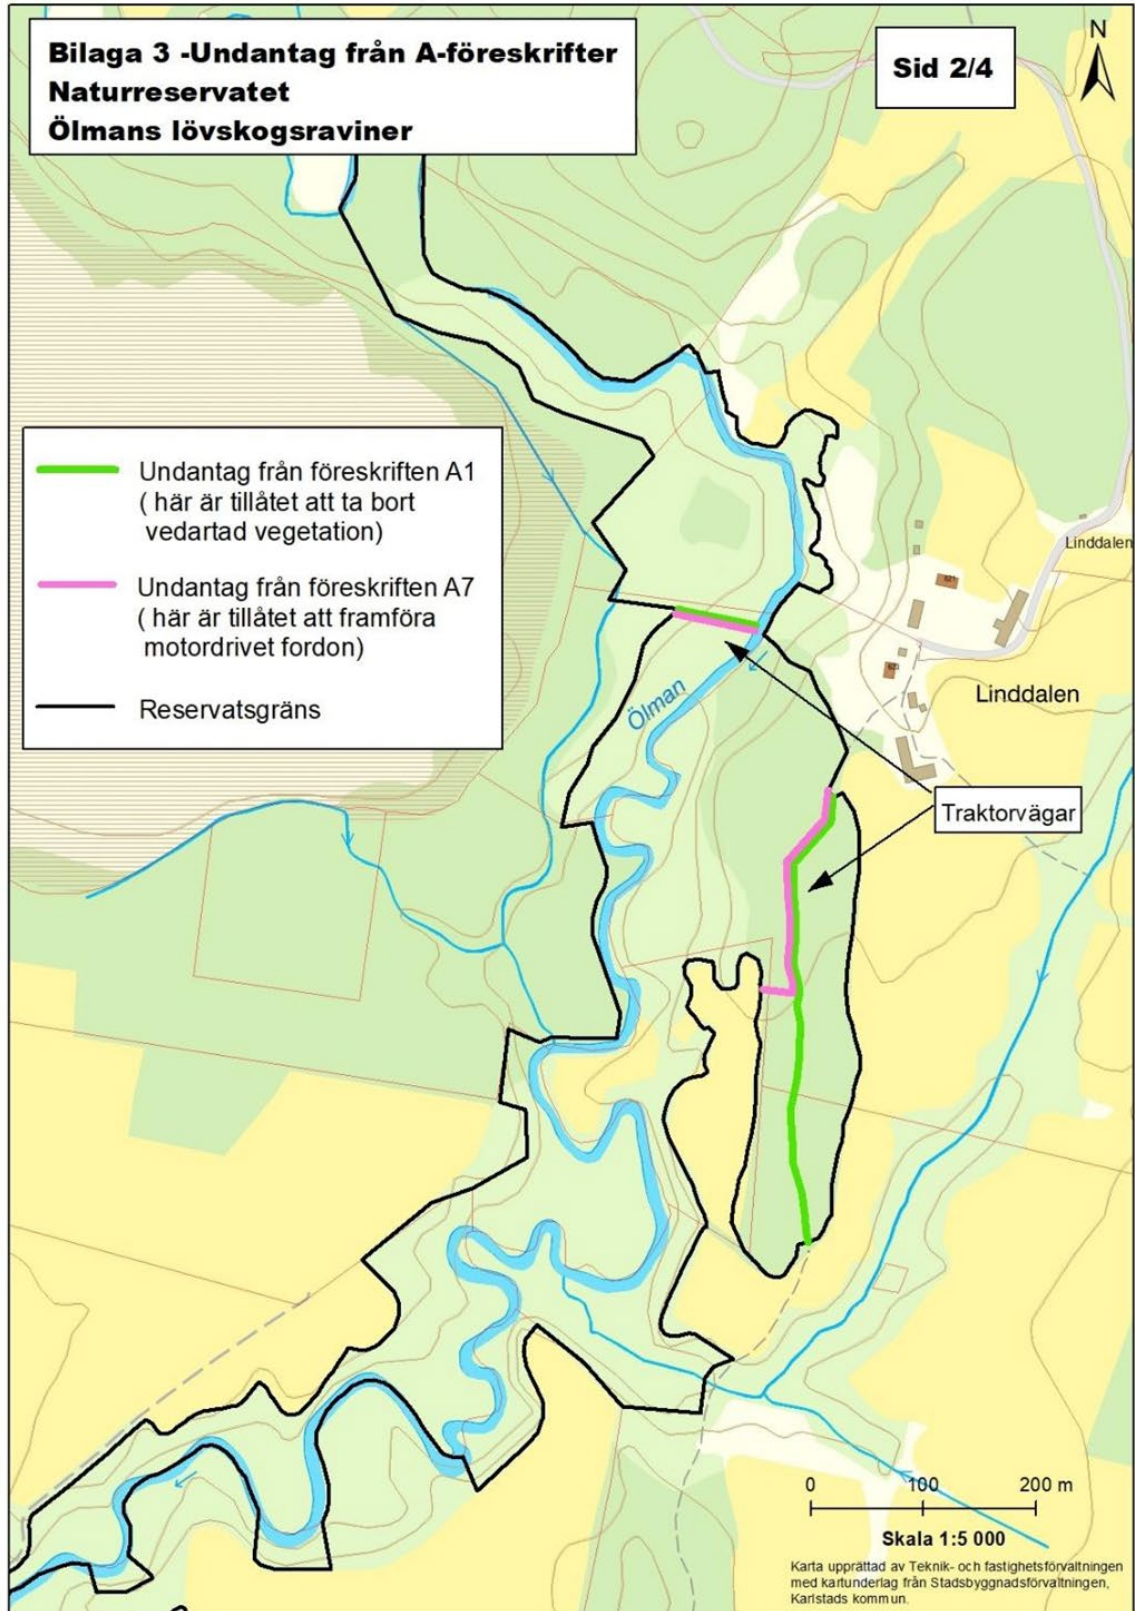 Bilaga 3 -Undantag från A-föreskrifter
Naturreservatet
Ölmans lövskogsraviner
Sid 2/4
N
Undantag från föreskriften A1
( här är tillåtet att ta bort
vedartad vegetation)
Undantag från föreskriften A7
( här är tillåtet att framföra
motordrivet fordon)
Reservatsgräns
Linddalen
Ölman
Linddalen
Traktorvägar
0 100 200 m
Skala 1:5 000
Karta upprättad av Teknik- och fastighetsförvaltningen
med kartunderlag från Stadsbyggnadsförvaltningen,
Karlstads kommun.